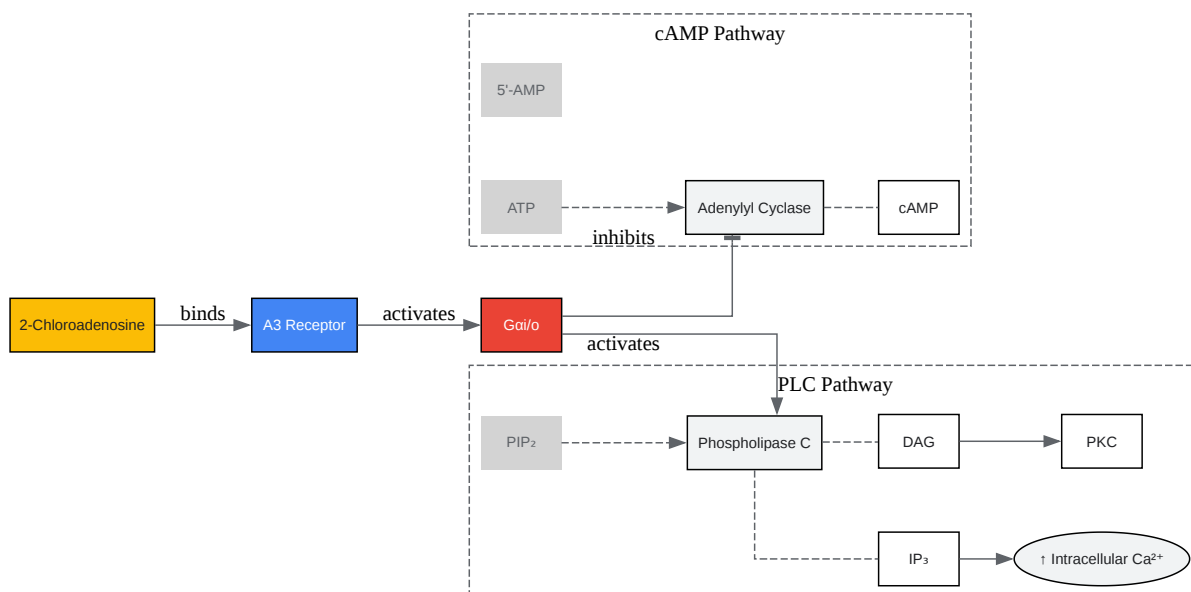 cAMP Pathway
5'-AMP
ATP
Adenylyl Cyclase
cAMP
inhibits
2-Chloroadenosine
binds
A3 Receptor
activates
Gαi/o
activates
PLC Pathway
PIP₂
Phospholipase C
DAG
PKC
IP₃
↑ Intracellular Ca²⁺